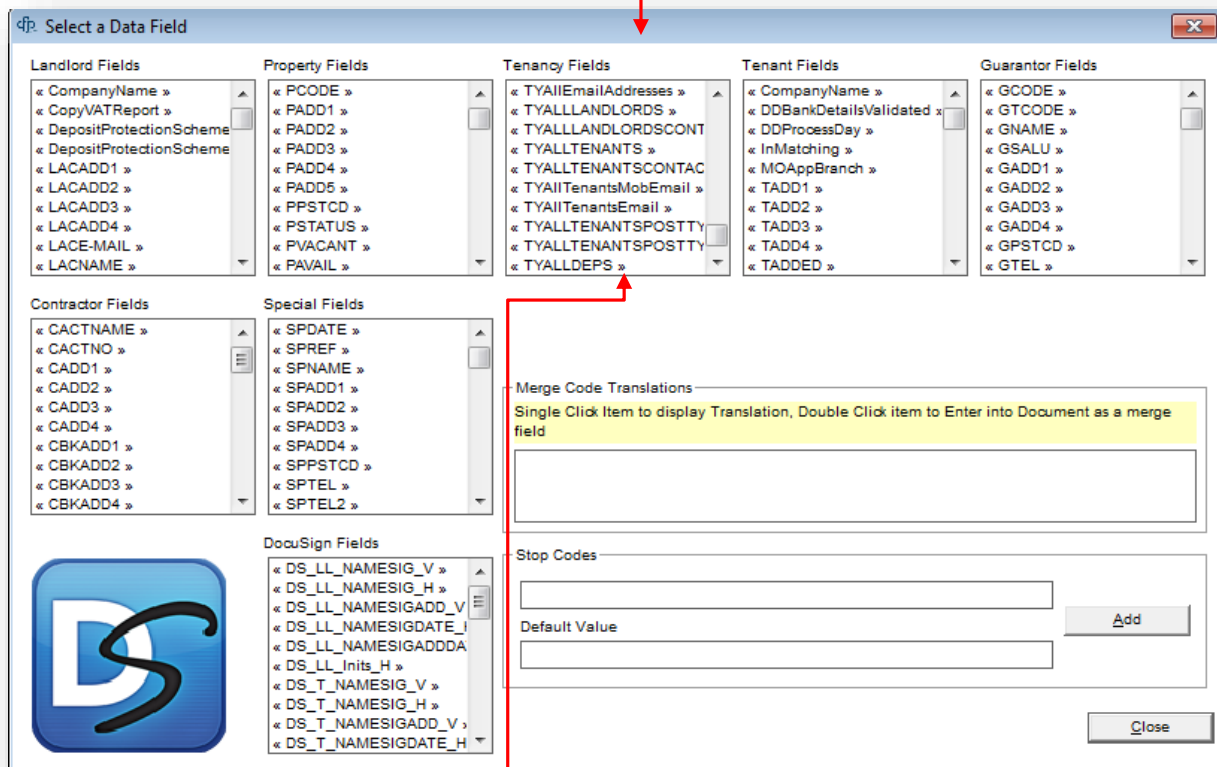 Select a Data Field
Landlord Fields
« CompanyName »
« CopyVATReport »
« DepositProtectionScheme
« DepositProtectionScheme
« LACADD1 »
« LACADD2 »
« LACADD3 »
« LACADD4 »
« LACE-MAIL »
« LACNAME »
Property Fields
« PCODE »
« PADD1 »
« PADD2 »
« PADD3 »
« PADD4 »
« PADD5 »
« PPSTCD »
« PSTATUS »
« PVACANT »
« PAVAIL »
Tenancy Fields
« TYAllEmailAddresses »
« TYALLLANDLORDS »
« TYALLLANDLORDSCONT
« TYALLTENANTS »
« TYALLTENANTSCONTAC
« TYAllTenantsMobEmail »
« TYAllTenantsEmail »
« TYALLTENANTSPOSTTY
« TYALLTENANTSPOSTTY
« TYALLDEPS »
Tenant Fields
« CompanyName »
« DDBankDetailsValidated »
« DDProcessDay »
« InMatching »
« MOAppBranch »
« TADD1 »
« TADD2 »
« TADD3 »
« TADD4 »
« TADDED »
Guarantor Fields
« GCODE »
« GTCODE »
« GNAME »
« GSALU »
« GADD1 »
« GADD2 »
« GADD3 »
« GADD4 »
« GPSTCD »
« GTEL »
Contractor Fields
« CACTNAME »
« CACTNO »
« CADD1 »
« CADD2 »
« CADD3 »
« CADD4 »
« CBKADD1 »
« CBKADD2 »
« CBKADD3 »
« CBKADD4 »
Special Fields
« SPDATE »
« SPREF »
« SPNAME »
« SPADD1 »
« SPADD2 »
« SPADD3 »
« SPADD4 »
« SPPSTCD »
« SPTEL »
« SPTEL2 »
Merge Code Translations
Single Click Item to display Translation, Double Click item to Enter into Document as a merge
field
DS
DocuSign Fields
« DS_LL_NAMESIG_V »
« DS_LL_NAMESIG_H »
« DS_LL_NAMESIGADD_V
« DS_LL_NAMESIGDATE_H
« DS_LL_NAMESIGADDDA
« DS_LL_Inits_H »
« DS_T_NAMESIG_V »
« DS_T_NAMESIG_H »
« DS_T_NAMESIGADD_V »
« DS_T_NAMESIGDATE_H
Stop Codes
Default Value
Add
Close